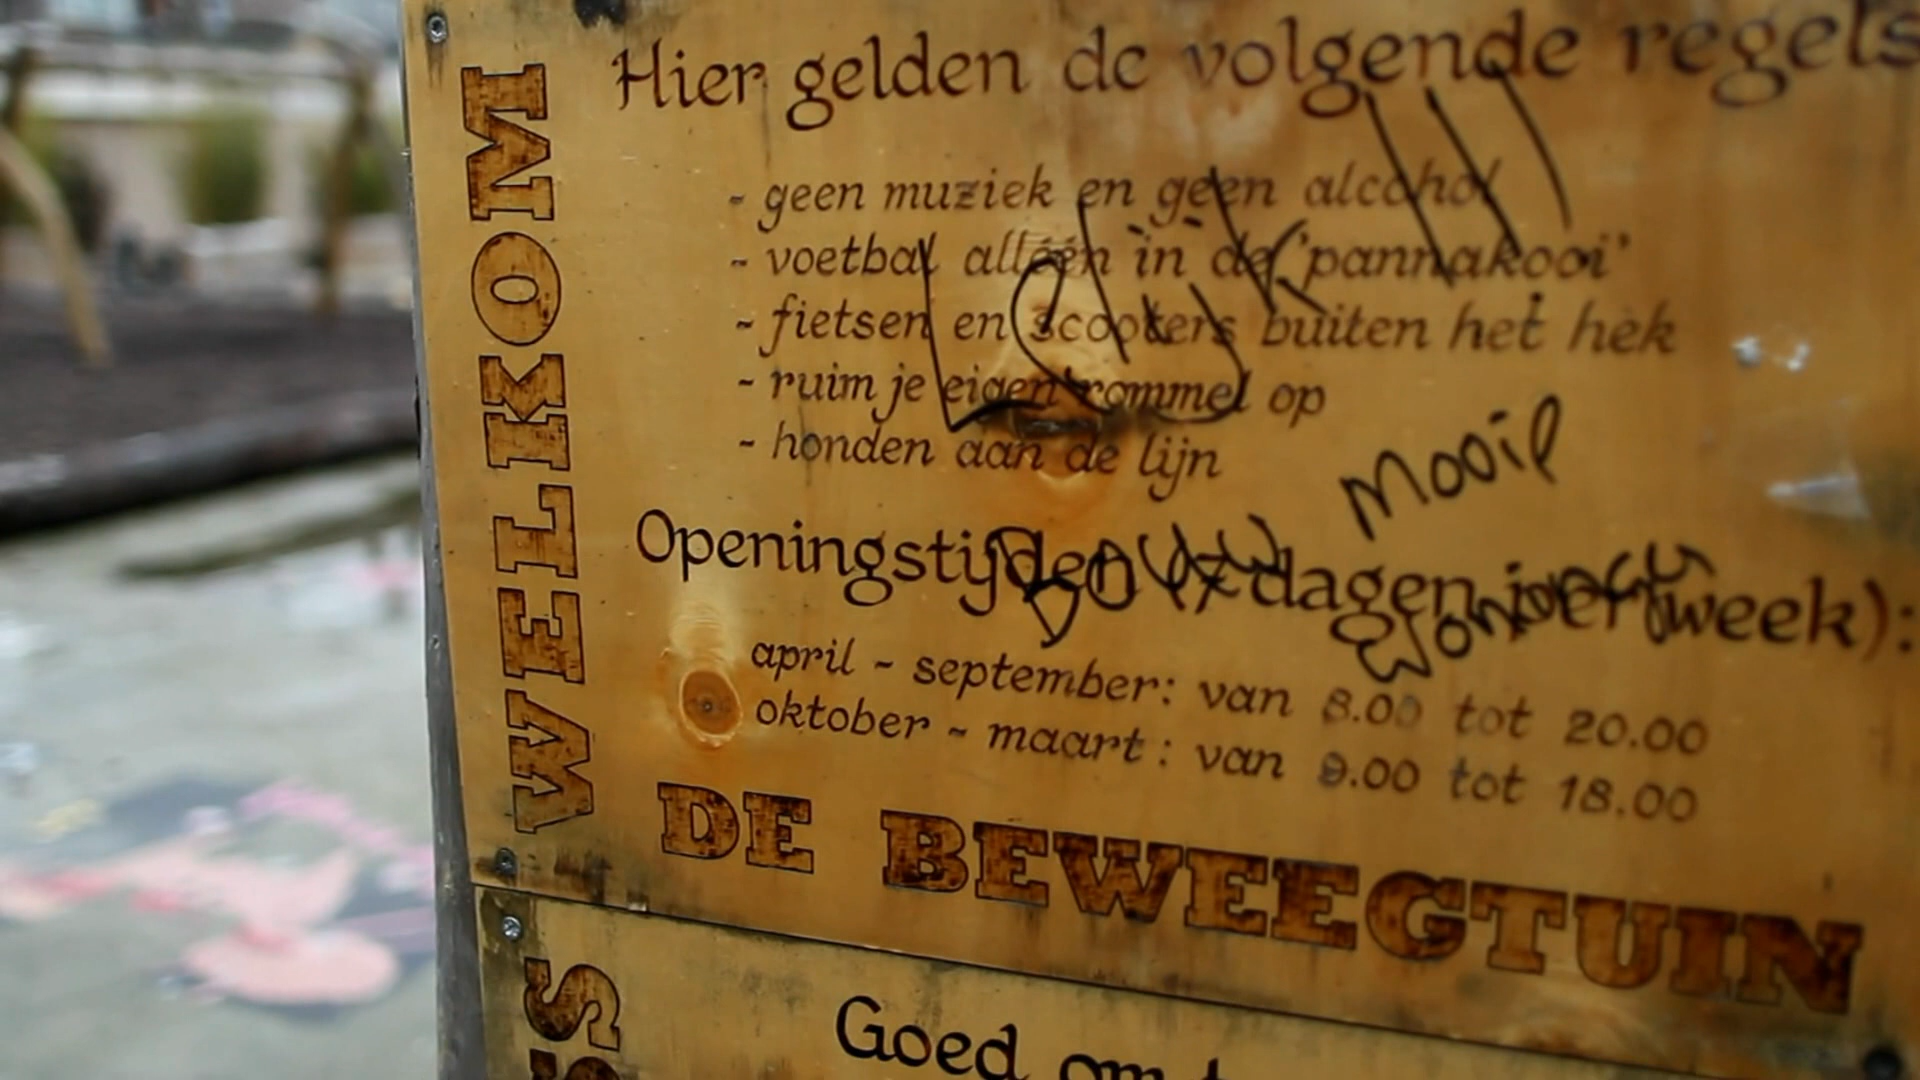 WELKOM
Hier gelden de volgende regels
- geen muziek en geen alcohol
- voetbal alléén in de 'pannakooi'
- fietsen en scooters buiten het hek
- ruim je eigen rommel op
- honden aan de lijn
Openingstijden (7 dagen per week):
april - september: van 8.00 tot 20.00
oktober - maart: van 9.00 tot 18.00
DE BEWEEGTUIN
Goed om
Mooi